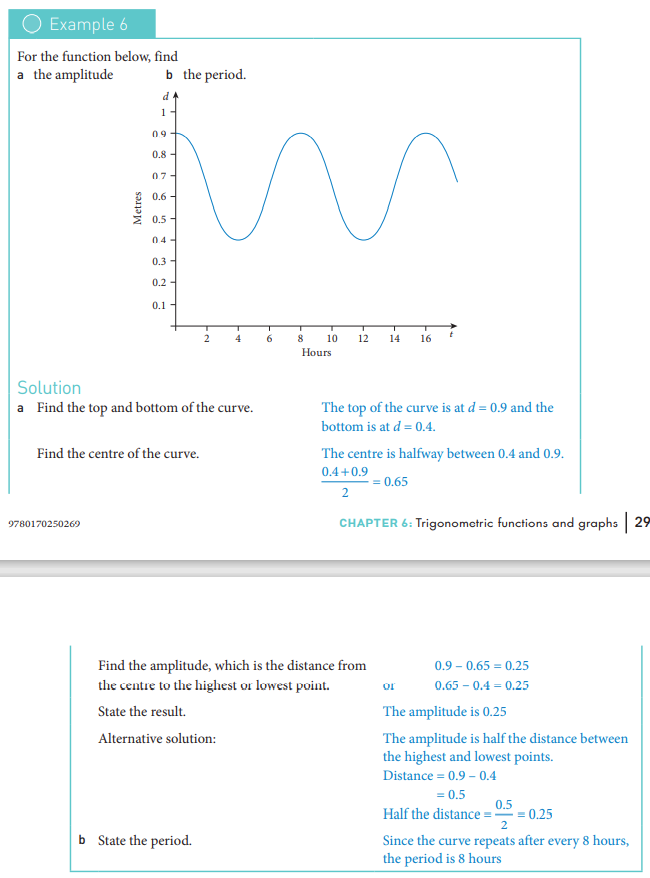 Example 6
For the function below, find
a the amplitude b the period.
d
1
0.9
0.8
0.7
0.6
0.5
0.4
0.3
0.2
0.1
Metres
2 4 6 8 10 12 14 16 t
Hours
Solution
a Find the top and bottom of the curve. The top of the curve is at d = 0.9 and the
bottom is at d = 0.4.
Find the centre of the curve. The centre is halfway between 0.4 and 0.9.
0.4+0.9
2
= 0.65
9780170250269 CHAPTER 6: Trigonometric functions and graphs 29
Find the amplitude, which is the distance from 0.9 – 0.65 = 0.25
the centre to the highest or lowest point. or 0.65 – 0.4 = 0.25
State the result. The amplitude is 0.25
Alternative solution: The amplitude is half the distance between
the highest and lowest points.
Distance = 0.9 – 0.4
= 0.5
Half the distance = 0.5/2 = 0.25
b State the period. Since the curve repeats after every 8 hours,
the period is 8 hours